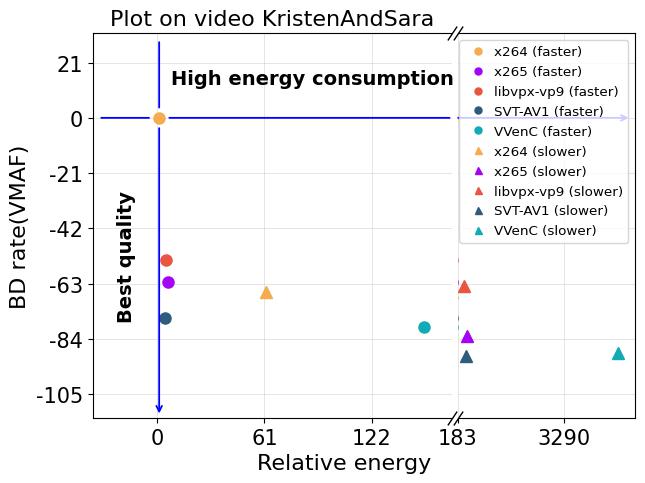 Plot on video KristenAndSara
High energy consumption
Best quality
BD rate(VMAF)
21
0
-21
-42
-63
-84
-105
0
61
122
183
3290
Relative energy
x264 (faster)
x265 (faster)
libvpx-vp9 (faster)
SVT-AV1 (faster)
VVenC (faster)
x264 (slower)
x265 (slower)
libvpx-vp9 (slower)
SVT-AV1 (slower)
VVenC (slower)